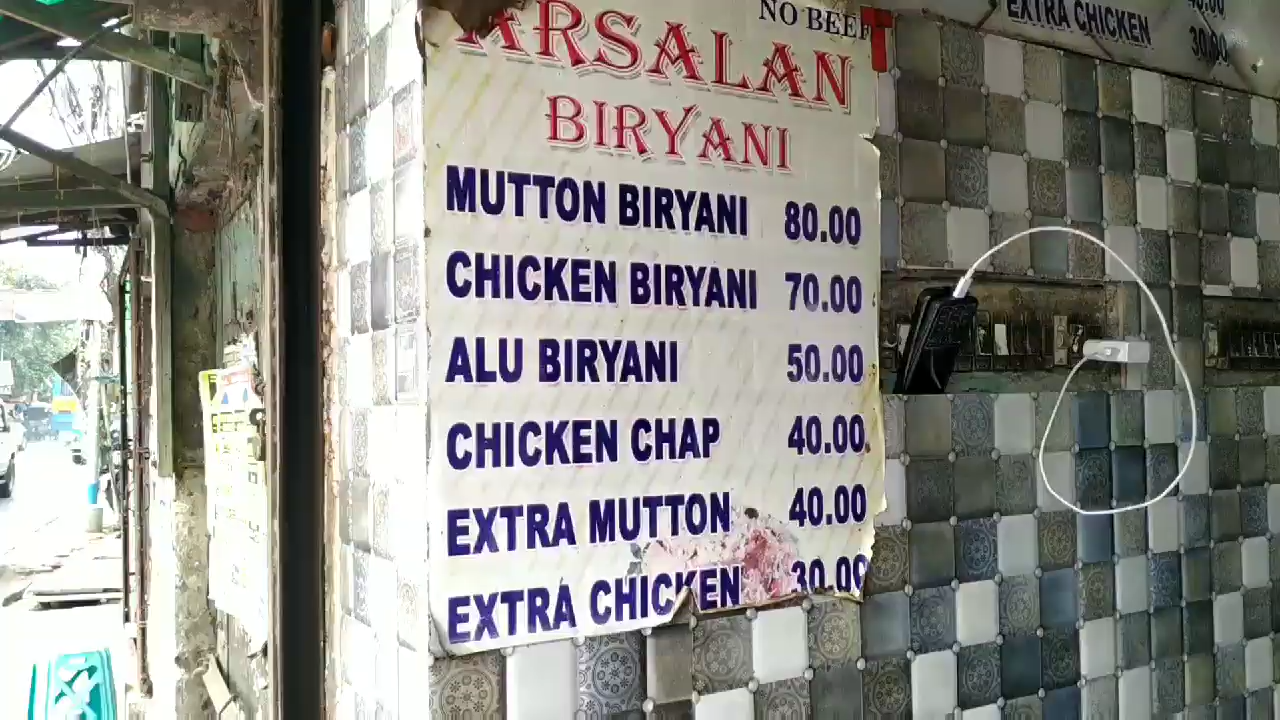 NO BEEF
ARSALAN
BIRYANI
MUTTON BIRYANI 80.00
CHICKEN BIRYANI 70.00
ALU BIRYANI 50.00
CHICKEN CHAP 40.00
EXTRA MUTTON 40.00
EXTRA CHICKEN 30.00
EXTRA CHICKEN 30.00